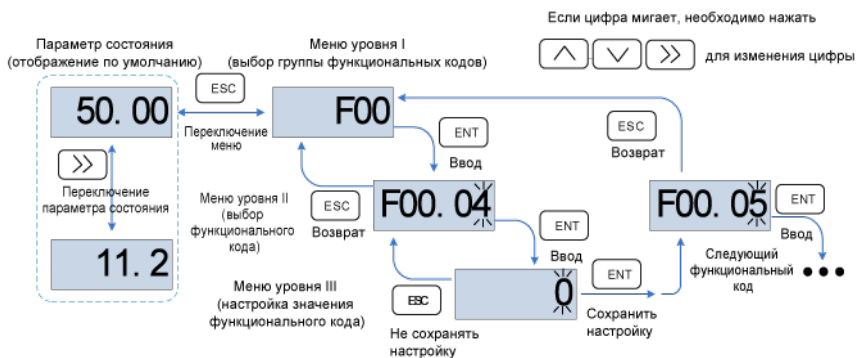 Если цифра мигает, необходимо нажать
для изменения цифры
Параметр состояния
(отображение по умолчанию)
Меню уровня I
(выбор группы функциональных кодов)
50. 00
ESC
Переключение
меню
F00
ENT
Ввод
ESC
Возврат
Переключение
параметра состояния
11. 2
Меню уровня II
(выбор
функционального
кода)
ESC
Возврат
F00. 04
ENT
Ввод
F00. 05
ENT
Ввод
Следующий
функциональный
код
Меню уровня III
(настройка значения
функционального кода)
ESC
Не сохранять
настройку
0
ENT
Сохранить
настройку